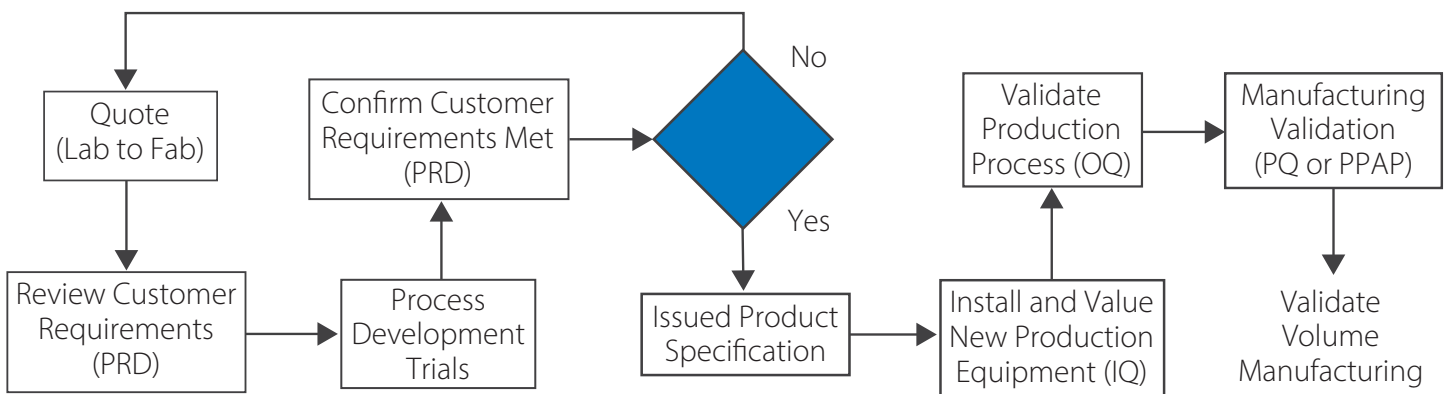 Quote
(Lab to Fab)
Review Customer
Requirements
(PRD)
Process
Development
Trials
Confirm Customer
Requirements Met
(PRD)
No
Yes
Issued Product
Specification
Install and Value
New Production
Equipment (IQ)
Validate
Production
Process (OQ)
Manufacturing
Validation
(PQ or PPAP)
Validate
Volume
Manufacturing